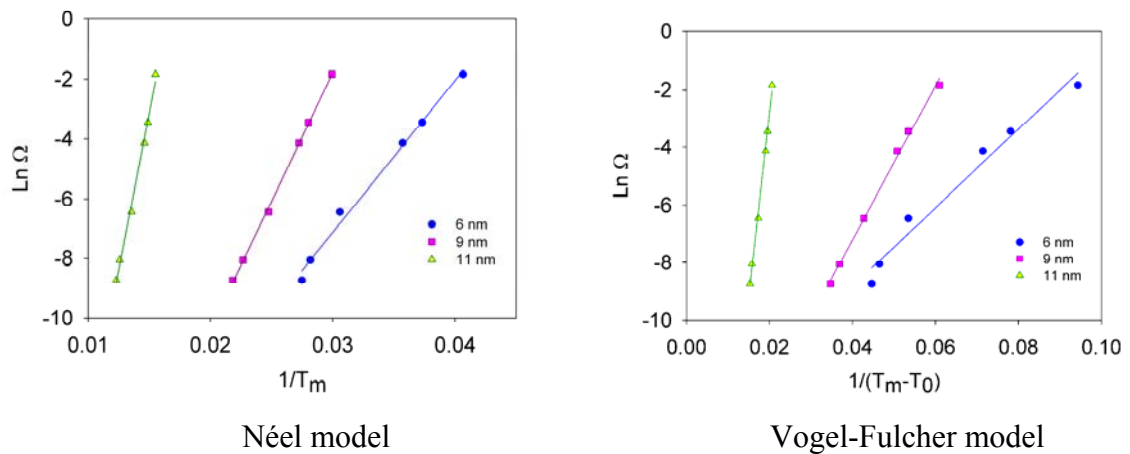 0
-2
-4
-6
-8
-10
Ln Ω
0.01 0.02 0.03 0.04
1/Tm
6 nm
9 nm
11 nm
Néel model
0
-2
-4
-6
-8
-10
Ln Ω
0.00 0.02 0.04 0.06 0.08 0.10
1/(Tm-T0)
6 nm
9 nm
11 nm
Vogel-Fulcher model